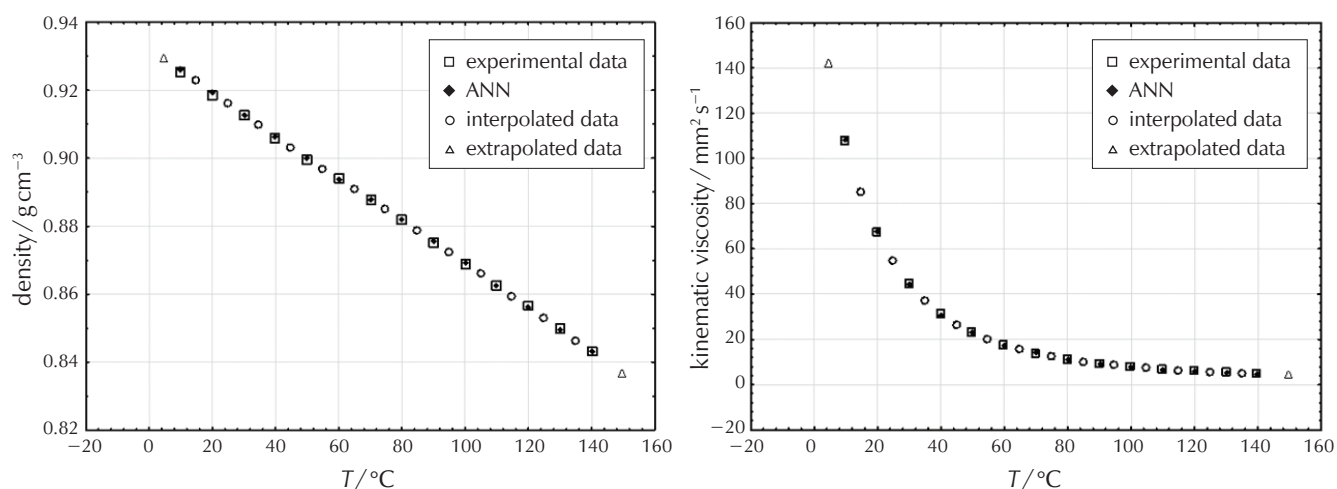 0.94
0.92
0.90
0.88
0.86
0.84
0.82
density / g cm−3
−20 0 20 40 60 80 100 120 140 160
T / °C
experimental data
ANN
interpolated data
extrapolated data
160
140
120
100
80
60
40
20
0
−20
kinematic viscosity / mm2 s−1
−20 0 20 40 60 80 100 120 140 160
T / °C
experimental data
ANN
interpolated data
extrapolated data